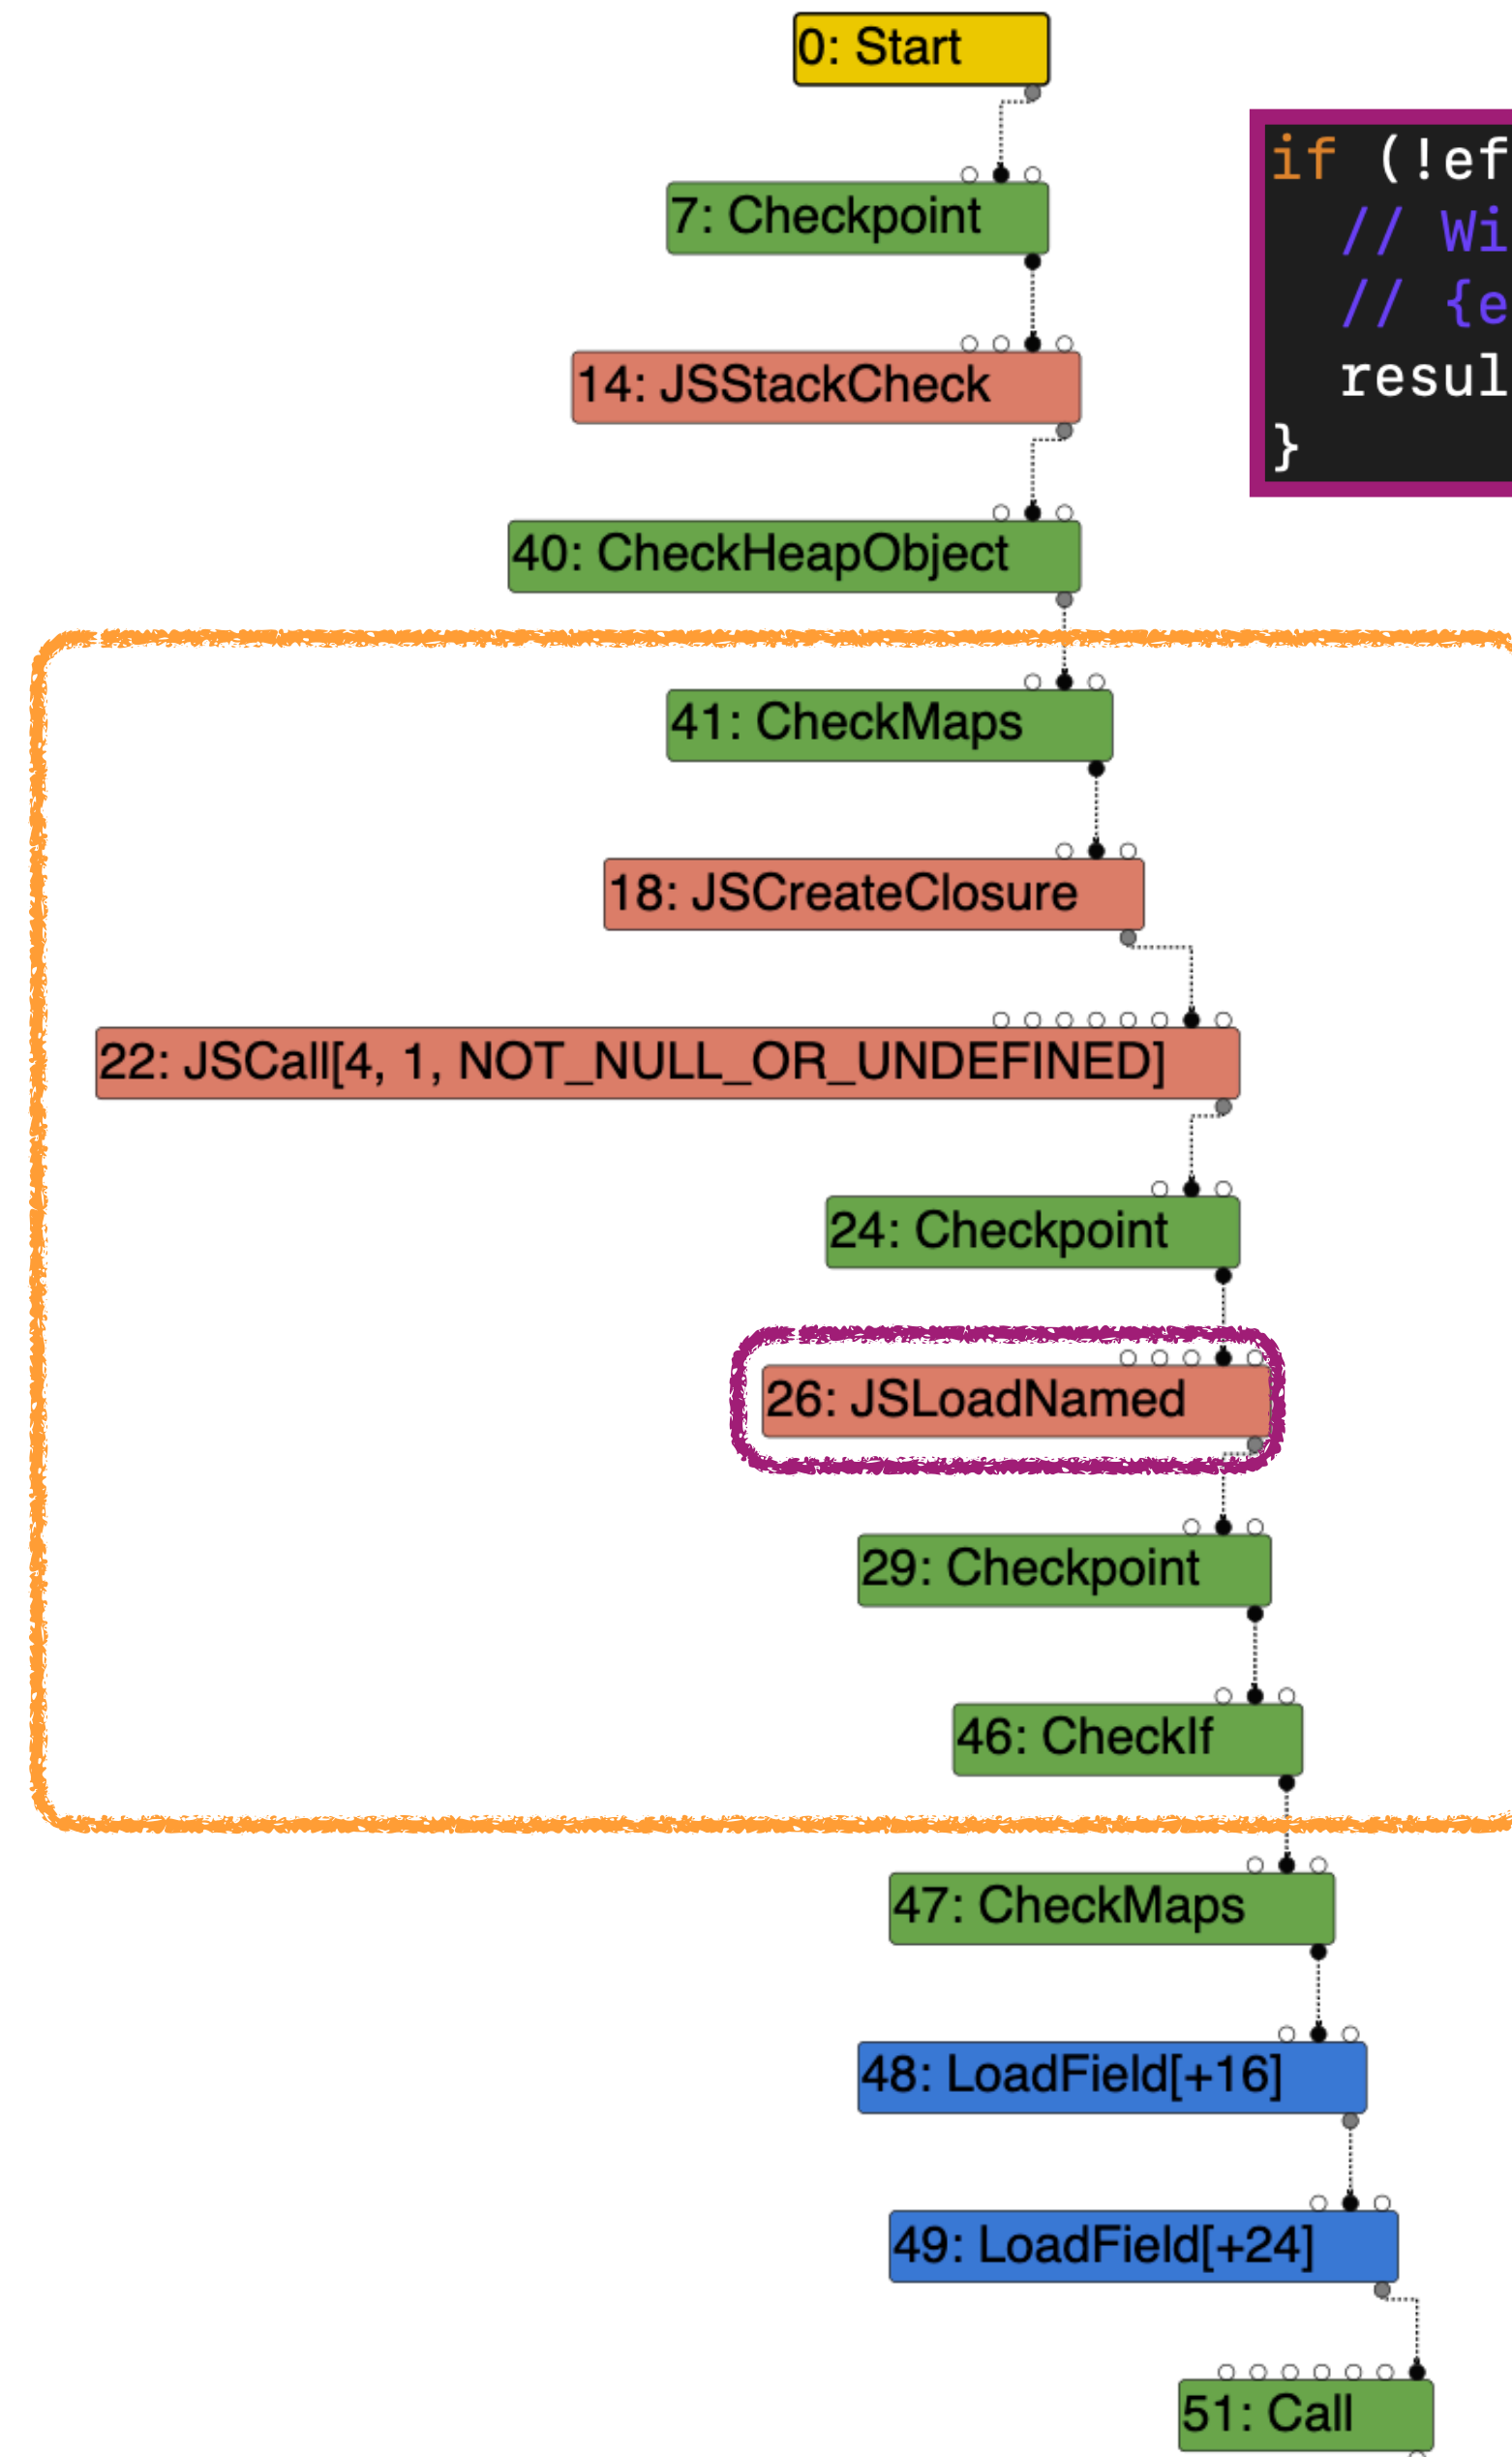 0: Start
7: Checkpoint
if (!ef
// Wi
// {e
resul
}
14: JSStackCheck
40: CheckHeapObject
41: CheckMaps
18: JSCreateClosure
22: JSCall[4, 1, NOT_NULL_OR_UNDEFINED]
24: Checkpoint
26: JSLoadNamed
29: Checkpoint
46: CheckIf
47: CheckMaps
48: LoadField[+16]
49: LoadField[+24]
51: Call